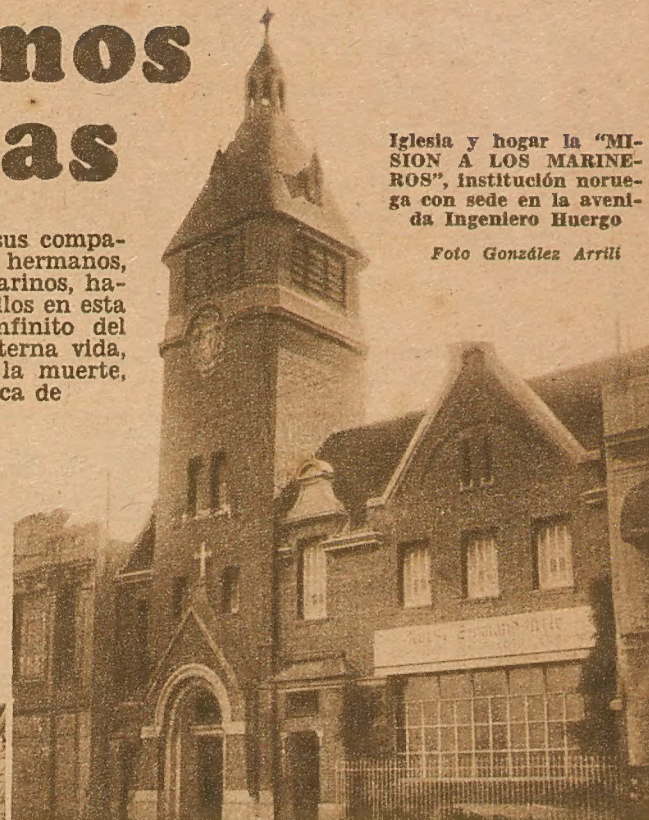 nos
as
sus compa-
hermanos,
arinos, ha-
llos en esta
nfinito del
terna vida,
la muerte,
ca de
Iglesia y hogar la "MI-
SION A LOS MARINE-
ROS", institución norue-
ga con sede en la aveni-
da Ingeniero Huergo
Foto González Arrili